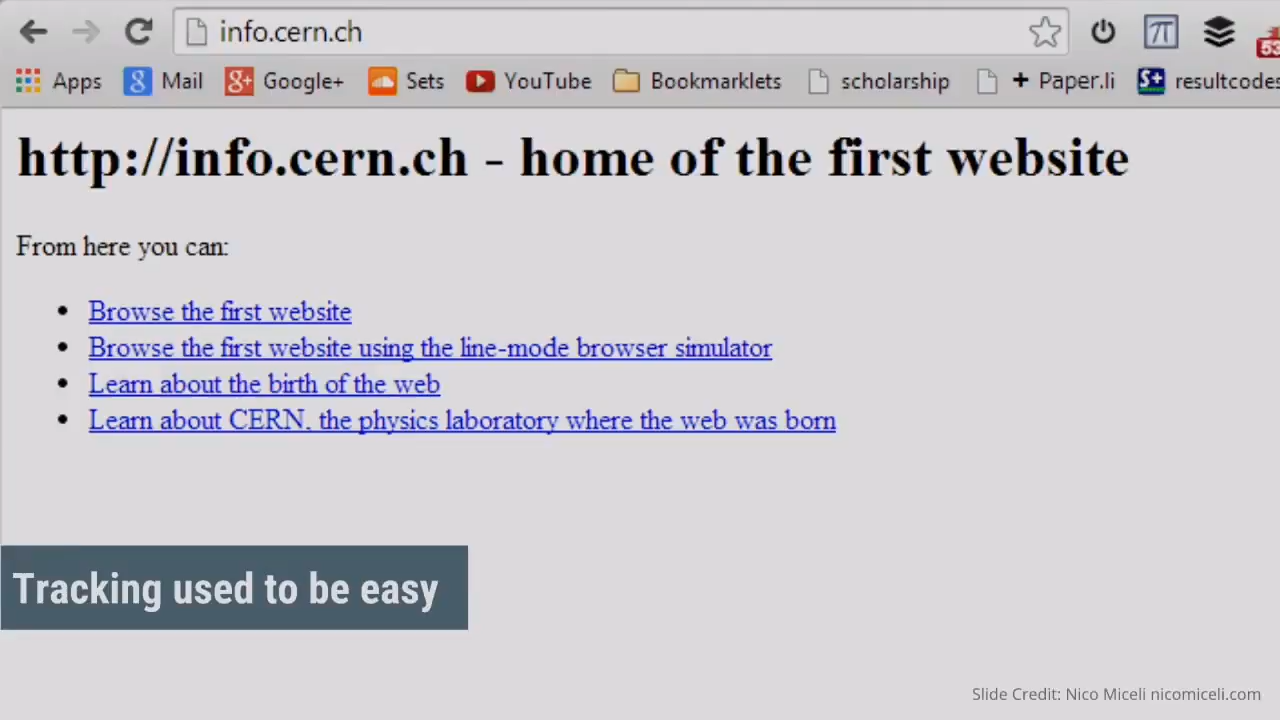 info.cern.ch
Apps Mail Google+ Sets YouTube Bookmarklets scholarship + Paper.li resultcodes
http://info.cern.ch - home of the first website
From here you can:
Browse the first website
Browse the first website using the line-mode browser simulator
Learn about the birth of the web
Learn about CERN, the physics laboratory where the web was born
Tracking used to be easy
Slide Credit: Nico Miceli nicomiceli.com